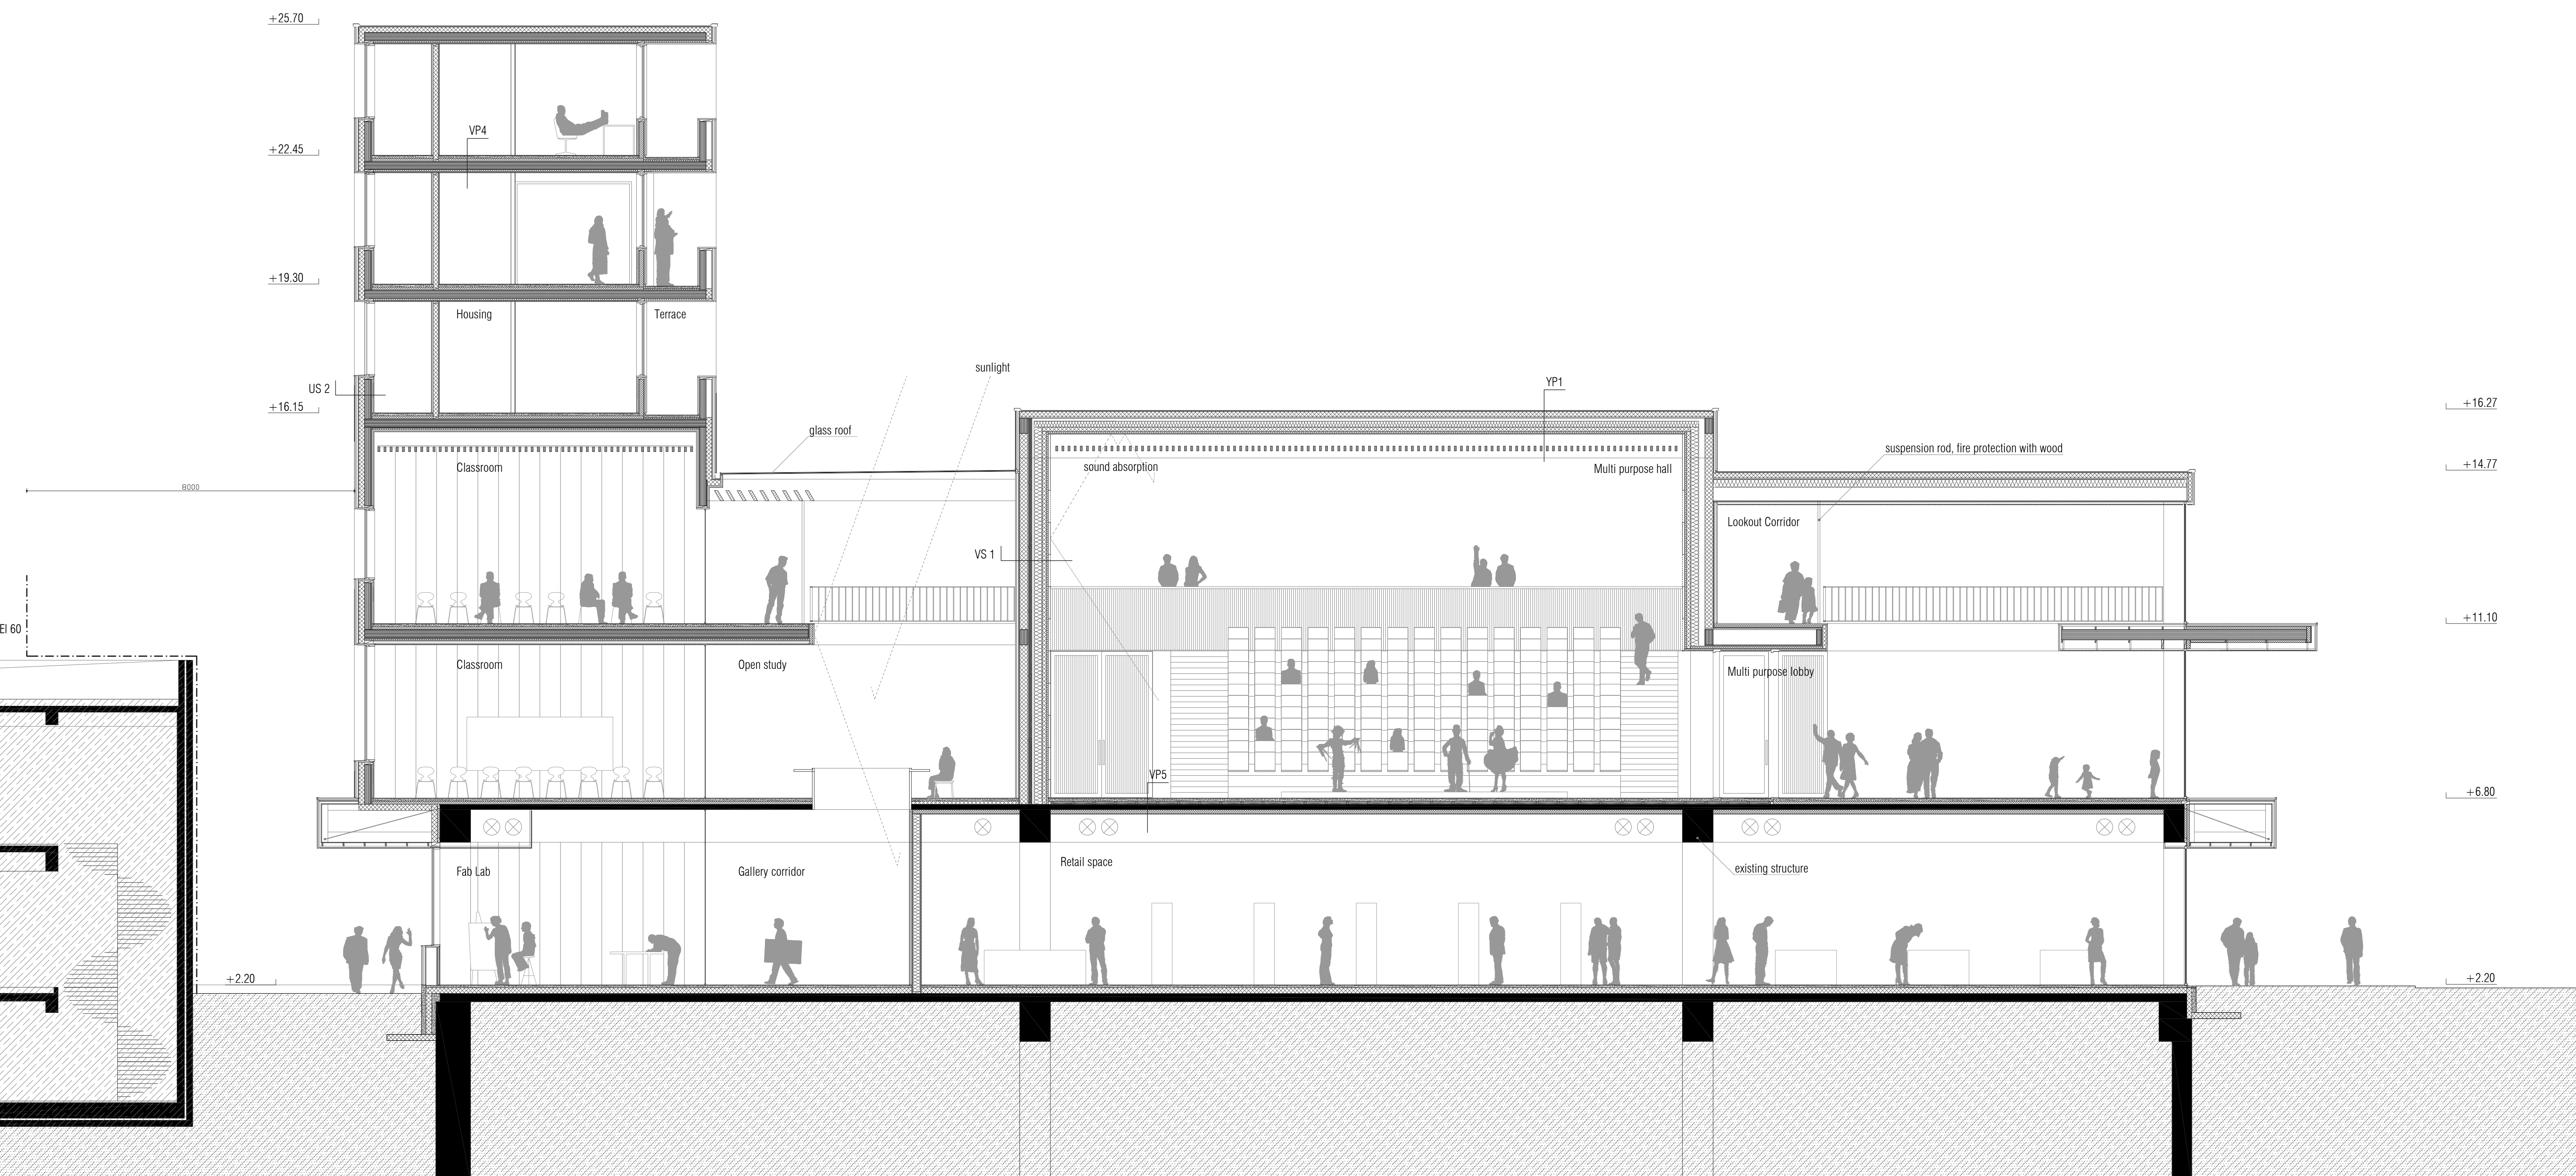 +25.70
VP4
+22.45
+19.30
Housing
Terrace
sunlight
YP1
US 2
+16.15
+16.27
glass roof
suspension rod, fire protection with wood
Classroom
sound absorption
Multi purpose hall
+14.77
8000
Lookout Corridor
VS 1
+11.10
EI 60
Classroom
Open study
Multi purpose lobby
VP5
+6.80
Fab Lab
Gallery corridor
Retail space
existing structure
+2.20
+2.20